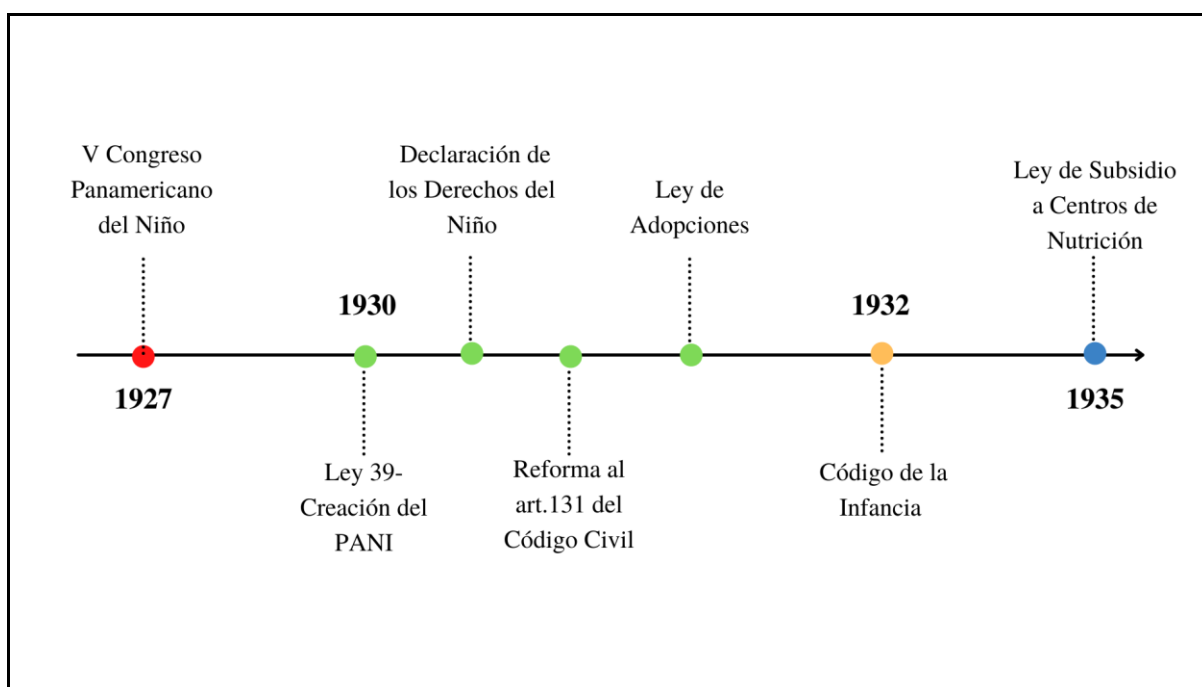 V Congreso
Panamericano
del Niño
1927
1930
Ley 39-
Creación del
PANI
Declaración de
los Derechos del
Niño
Reforma al
art.131 del
Código Civil
Ley de
Adopciones
1932
Código de la
Infancia
Ley de Subsidio
a Centros de
Nutrición
1935